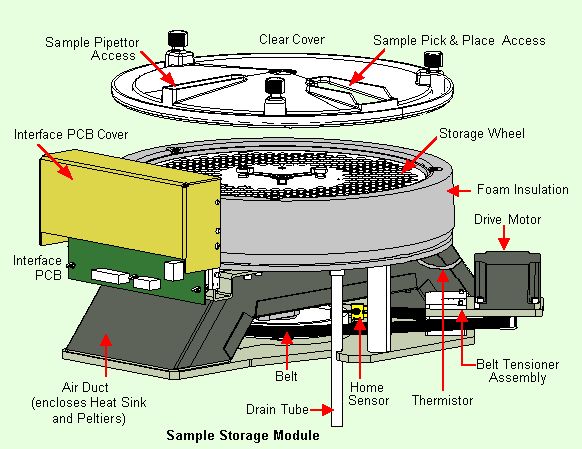 Sample Pipettor
Access
Clear Cover
Sample Pick & Place Access
Interface PCB Cover
Storage Wheel
Foam Insulation
Drive Motor
Interface
PCB
Air Duct
(encloses Heat Sink
and Peltiers)
Belt
Drain Tube
Home
Sensor
Thermistor
Belt Tensioner
Assembly
Sample Storage Module